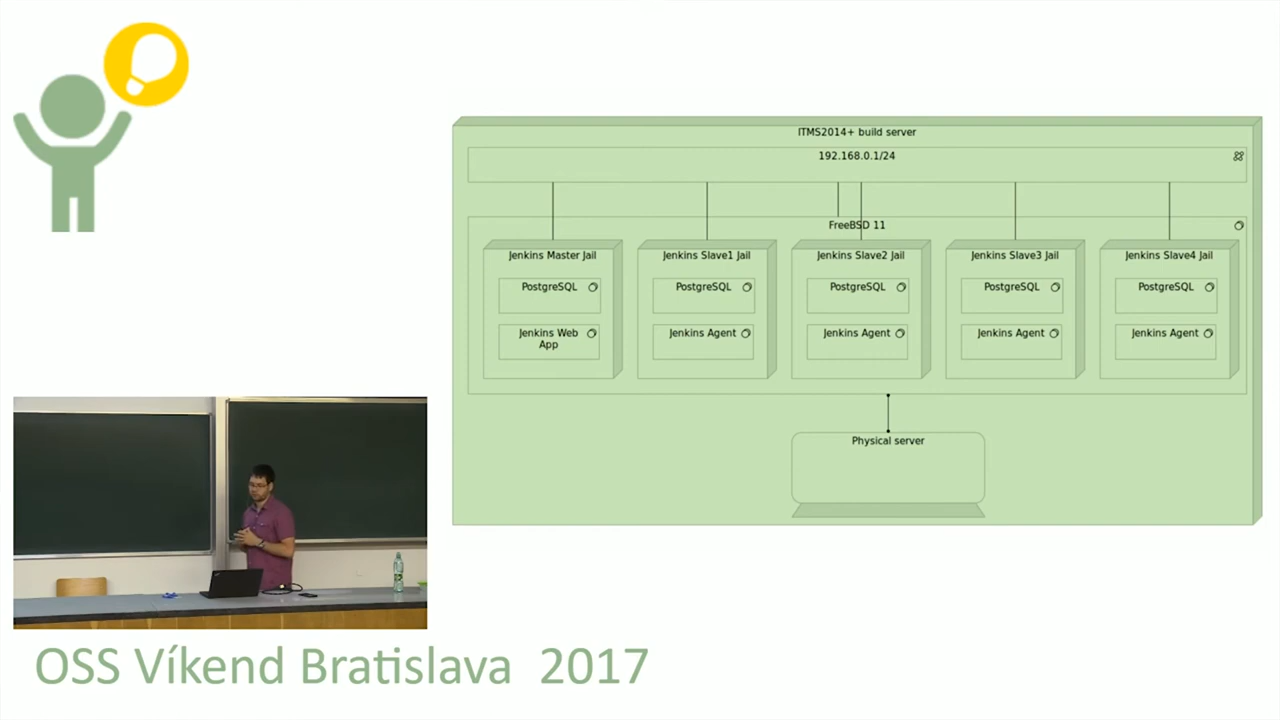 ITMS2014+ build server
192.168.0.1/24
FreeBSD 11
Jenkins Master Jail
PostgreSQL
Jenkins Web
App
Jenkins Slave1 Jail
PostgreSQL
Jenkins Agent
Jenkins Slave2 Jail
PostgreSQL
Jenkins Agent
Jenkins Slave3 Jail
PostgreSQL
Jenkins Agent
Jenkins Slave4 Jail
PostgreSQL
Jenkins Agent
Physical server
OSS Víkend Bratislava 2017